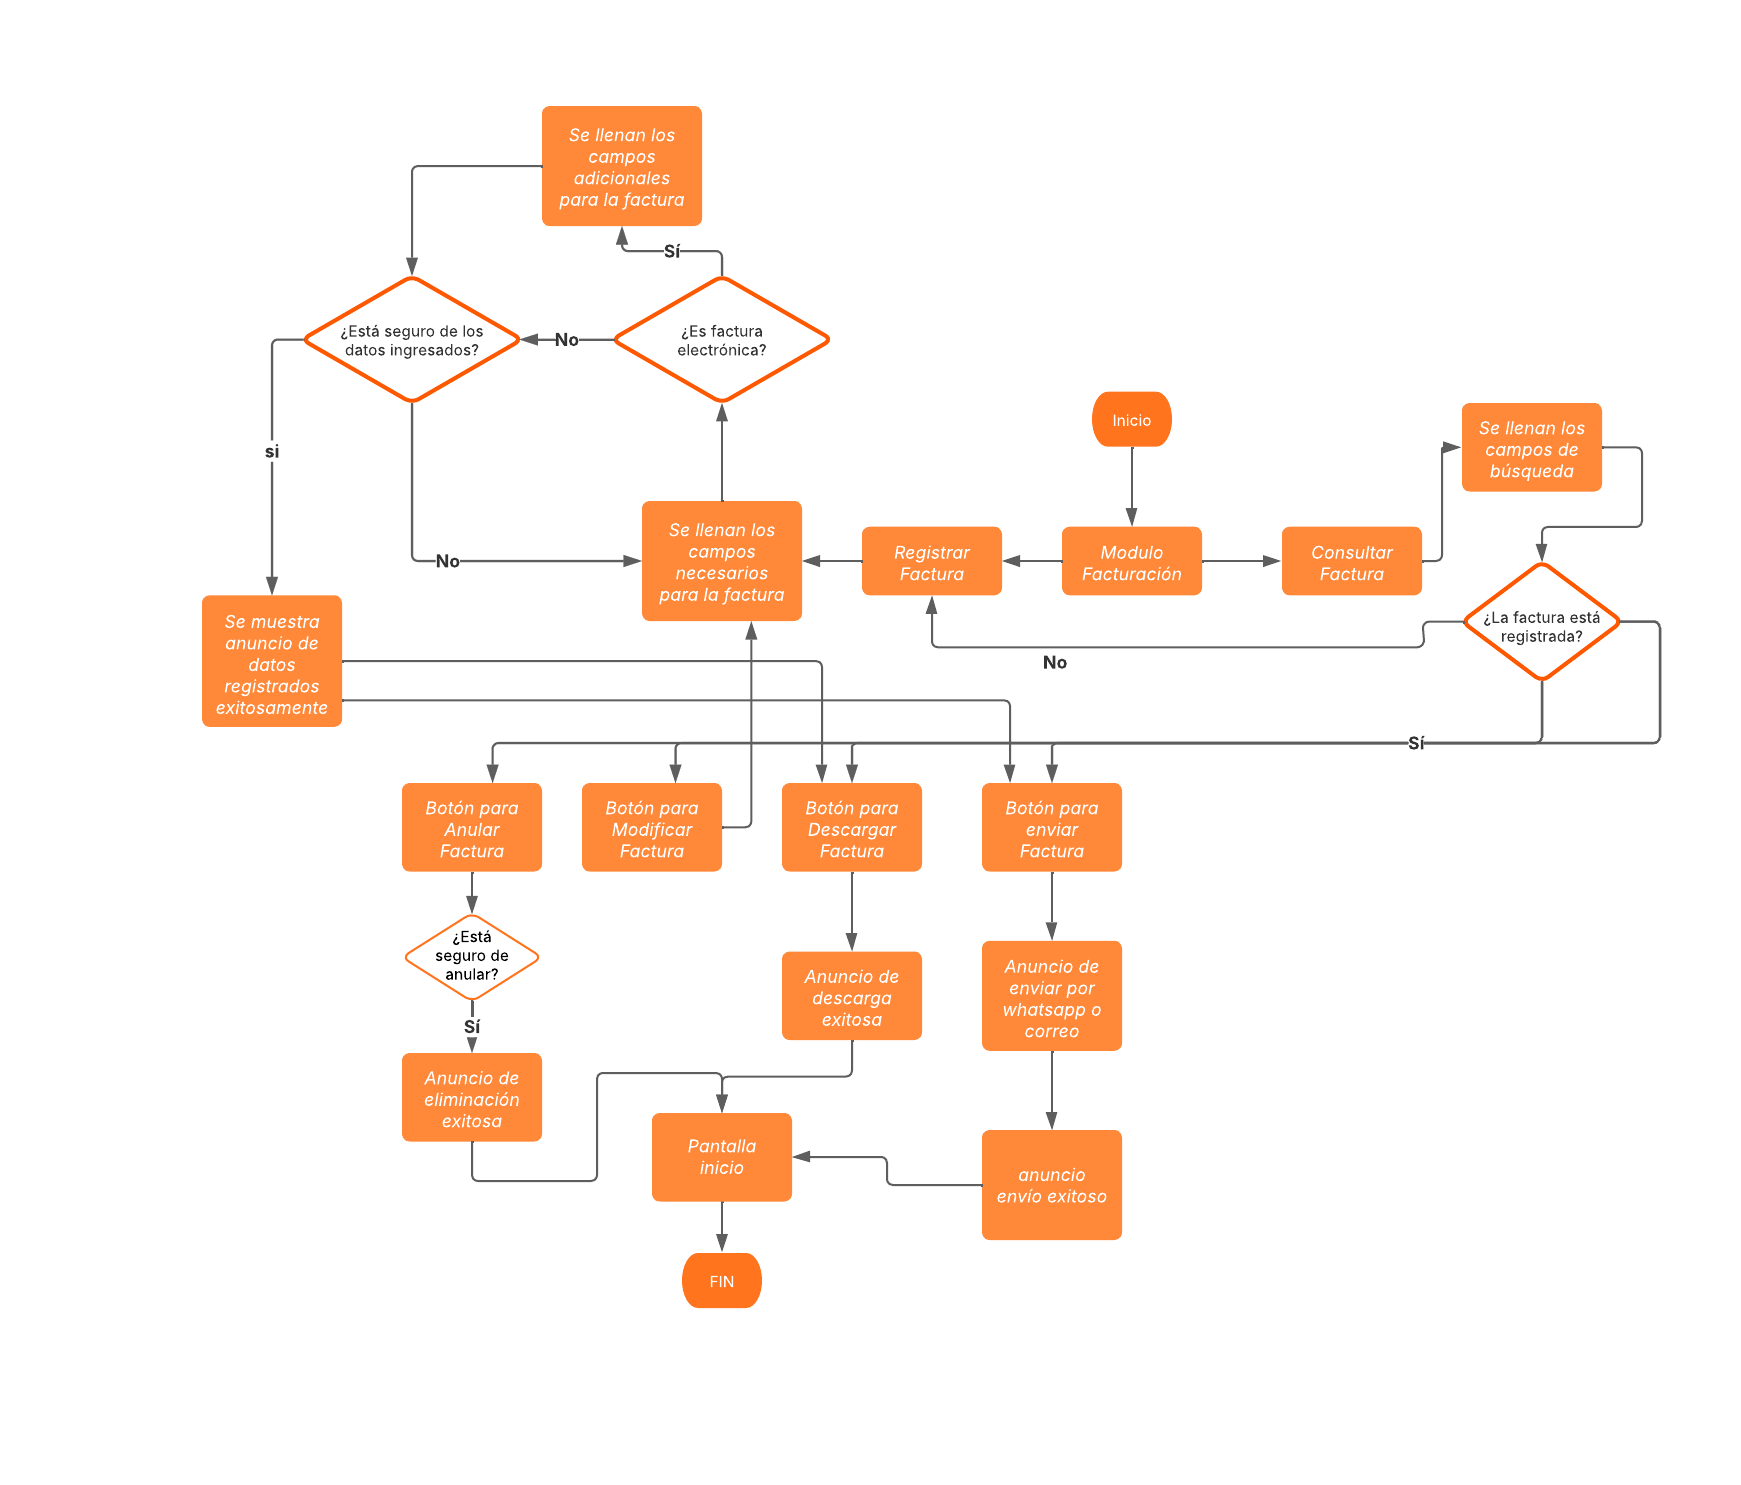 Se llenan los
campos
adicionales
para la factura
Sí
¿Está seguro de los
datos ingresados?
No
¿Es factura
electrónica?
Inicio
Se llenan los
campos de
búsqueda
si
No
Se llenan los
campos
necesarios
para la factura
Registrar
Factura
Modulo
Facturación
Consultar
Factura
¿La factura está
registrada?
No
Se muestra
anuncio de
datos
registrados
exitosamente
Sí
Botón para
Anular
Factura
Botón para
Modificar
Factura
Botón para
Descargar
Factura
Botón para
enviar
Factura
¿Está
seguro de
anular?
Sí
Anuncio de
descarga
exitosa
Anuncio de
enviar por
whatsapp o
correo
Anuncio de
eliminación
exitosa
Pantalla
inicio
anuncio
envío exitoso
FIN